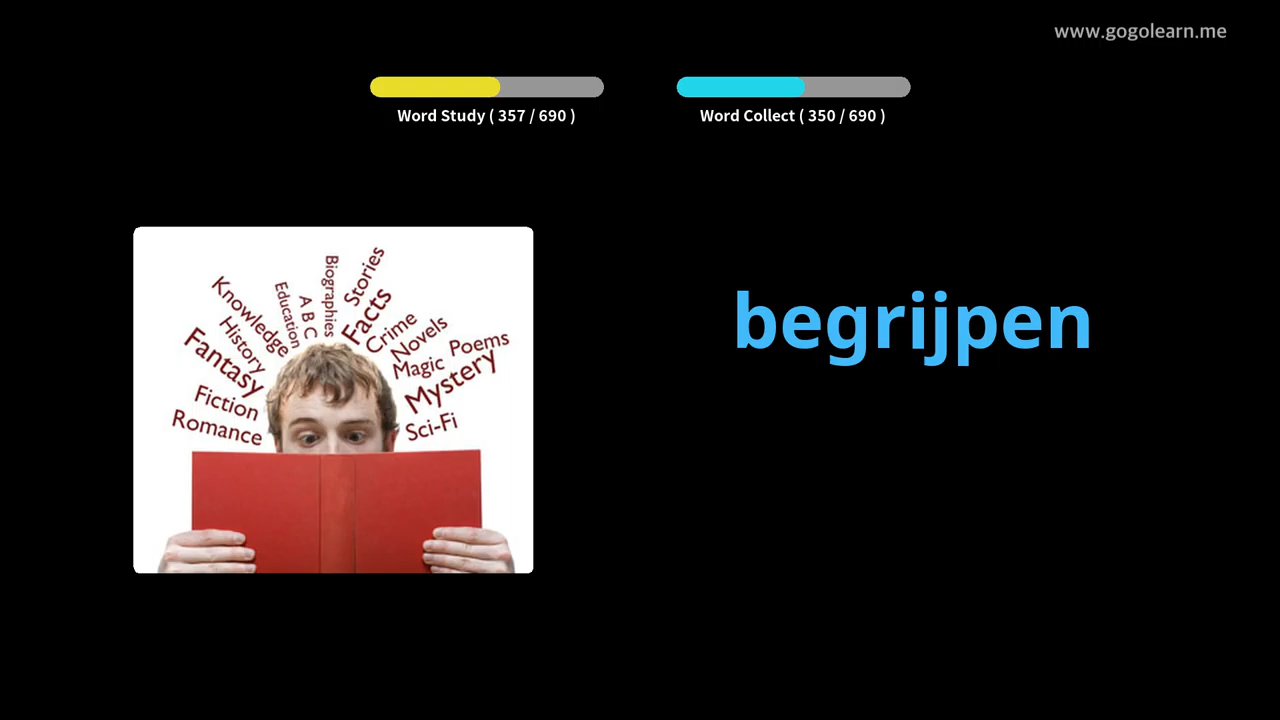 www.gogolearn.me
Word Study ( 357 / 690 )
Word Collect ( 350 / 690 )
Knowledge
History
Fantasy
Fiction
Romance
Education
A B C
Biographies
Stories
Facts
Crime
Novels
Magic
Poems
Mystery
Sci-Fi
begrijpen